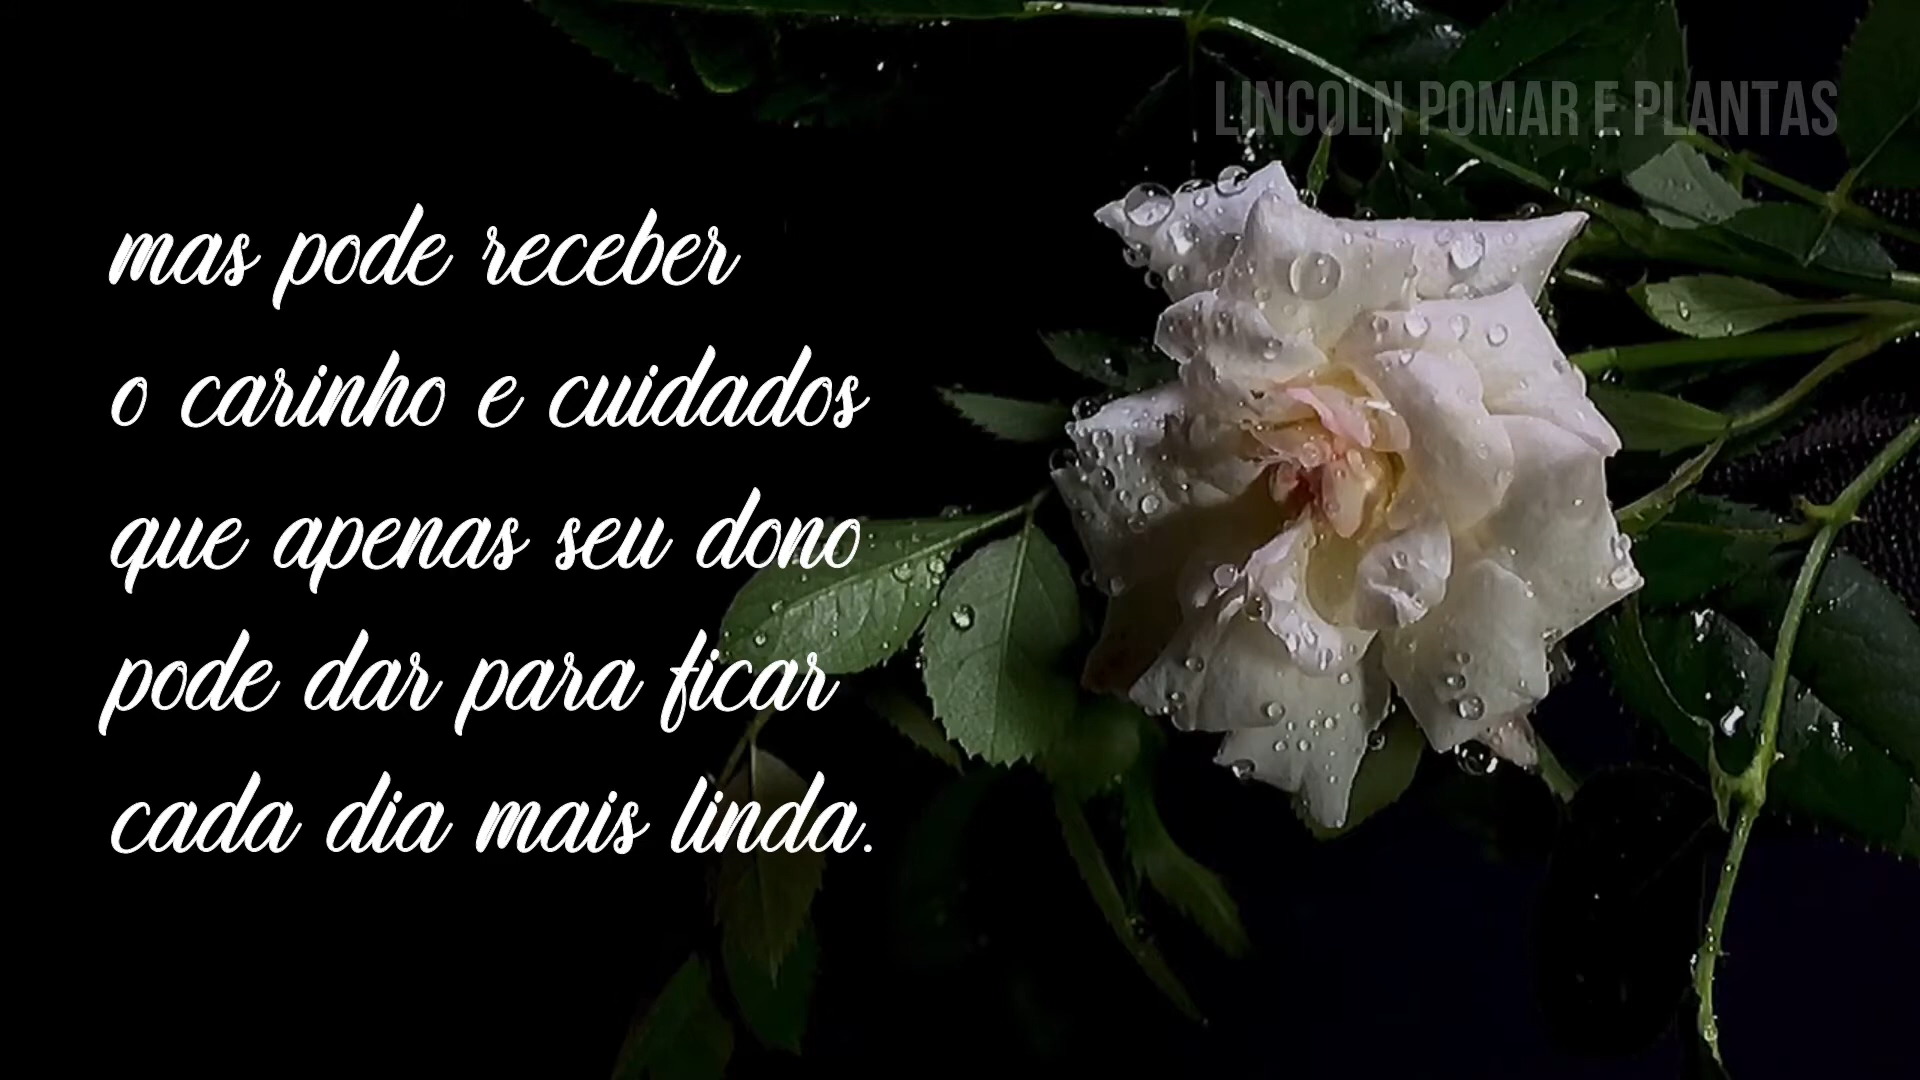 LINCOLN POMAR E PLANTAS
mas pode receber
o carinho e cuidados
que apenas seu dono
pode dar para ficar
cada dia mais linda.